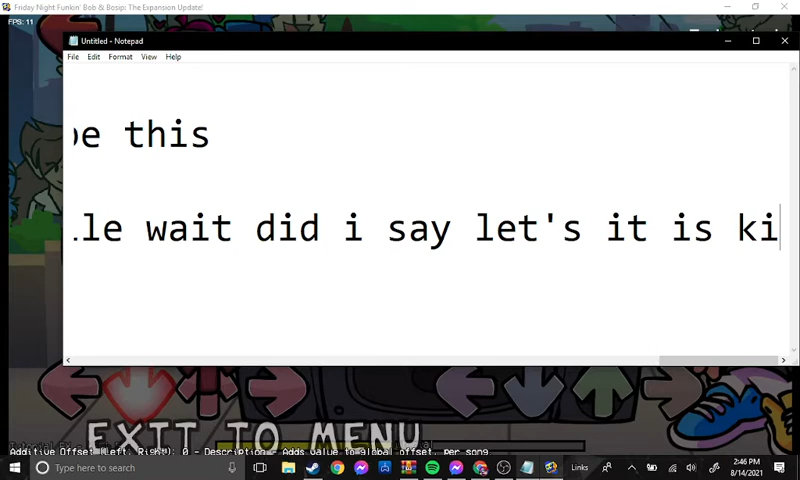 Friday Night Funkin' Bob & Bosip: The Expansion Update!
FPS: 11
Untitled - Notepad
File Edit Format View Help
be this
le wait did i say let's it is ki
EXIT TO MENU
Additive Offset (Left, Right): 0 - Description - Adds value to global offset, per song
Type here to search
Links
2:46 PM
8/14/2021